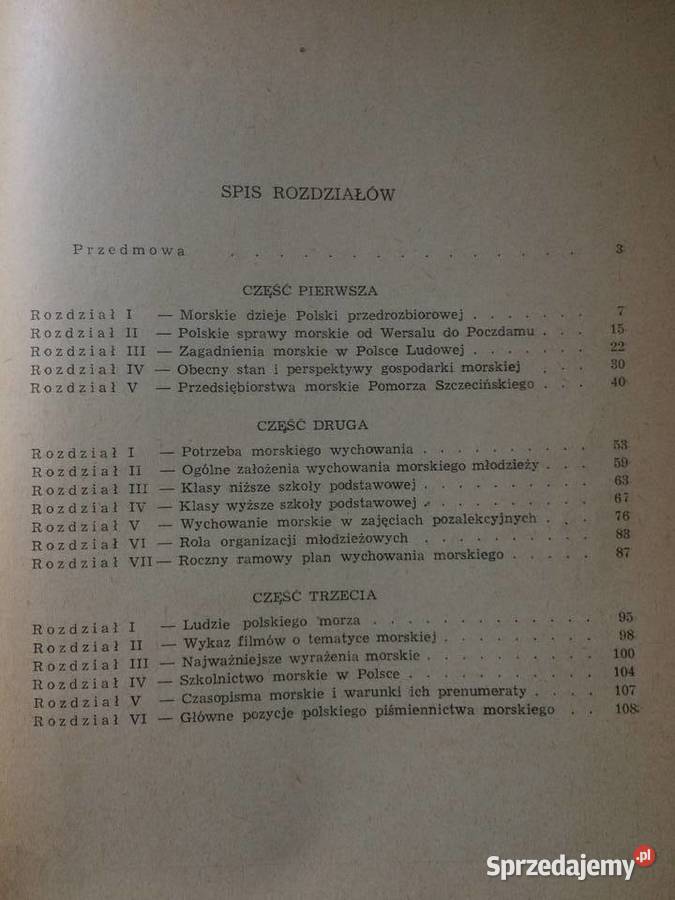 SPIS ROZDZIAŁÓW
Przedmowa . . . . . . . . . . . . . . . 3
CZĘŚĆ PIERWSZA
Rozdział I — Morskie dzieje Polski przedrozbiorowej . . . . . . . 7
Rozdział II — Polskie sprawy morskie od Wersalu do Poczdamu . . . 15
Rozdział III — Zagadnienia morskie w Polsce Ludowej . . . . . . . 22
Rozdział IV — Obecny stan i perspektywy gospodarki morskiej . . . 30
Rozdział V — Przedsiębiorstwa morskie Pomorza Szczecińskiego . . . 40
CZĘŚĆ DRUGA
Rozdział I — Potrzeba morskiego wychowania . . . . . . . . . . 53
Rozdział II — Ogólne założenia wychowania morskiego młodzieży . . . 59
Rozdział III — Klasy niższe szkoły podstawowej . . . . . . . . . . 63
Rozdział IV — Klasy wyższe szkoły podstawowej . . . . . . . . . . 67
Rozdział V — Wychowanie morskie w zajęciach pozalekcyjnych . . . 76
Rozdział VI — Rola organizacji młodzieżowych . . . . . . . . . . 83
Rozdział VII — Roczny ramowy plan wychowania morskiego . . . . . 87
CZĘŚĆ TRZECIA
Rozdział I — Ludzie polskiego morza . . . . . . . . . . . . . 95
Rozdział II — Wykaz filmów o tematyce morskiej . . . . . . . . . 98
Rozdział III — Najważniejsze wyrażenia morskie . . . . . . . . . . 100
Rozdział IV — Szkolnictwo morskie w Polsce . . . . . . . . . . . 104
Rozdział V — Czasopisma morskie i warunki ich prenumeraty . . . . 107
Rozdział VI — Główne pozycje polskiego piśmiennictwa morskiego . . 108
Sprzedajemy.pl